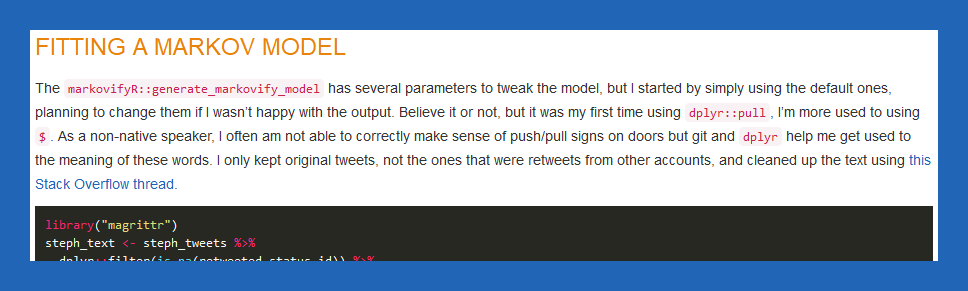 FITTING A MARKOV MODEL
The markovifyR::generate_markovify_model has several parameters to tweak the model, but I started by simply using the default ones,
planning to change them if I wasn't happy with the output. Believe it or not, but it was my first time using dplyr::pull , I'm more used to using
$ . As a non-native speaker, I often am not able to correctly make sense of push/pull signs on doors but git and dplyr help me get used to
the meaning of these words. I only kept original tweets, not the ones that were retweets from other accounts, and cleaned up the text using this
Stack Overflow thread.
library("magrittr")
steph_text <- steph_tweets %>%
dplyr::filter(is.na(retweeted_status_id)) %>%